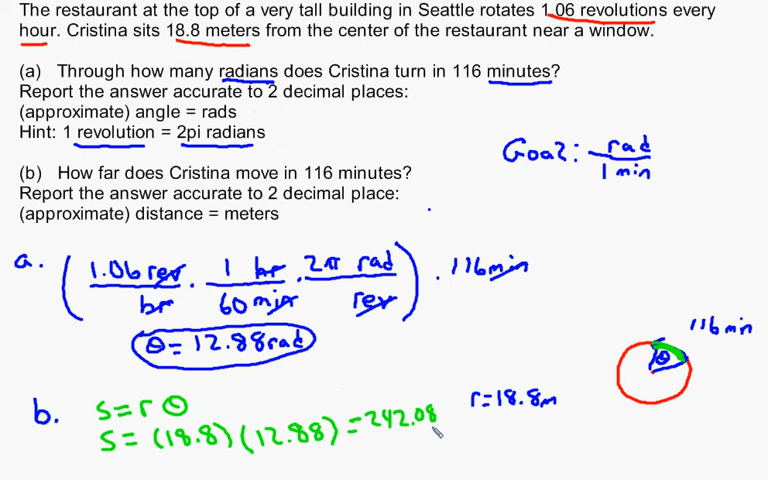 The restaurant at the top of a very tall building in Seattle rotates 1.06 revolutions every
hour. Cristina sits 18.8 meters from the center of the restaurant near a window.
(a) Through how many radians does Cristina turn in 116 minutes?
Report the answer accurate to 2 decimal places:
(approximate) angle = rads
Hint: 1 revolution = 2pi radians
Goal: rad / 1 min
(b) How far does Cristina move in 116 minutes?
Report the answer accurate to 2 decimal place:
(approximate) distance = meters
a. (1.06 rev / hr · 1 hr / 60 min · 2π rad / rev) · 116 min
θ = 12.88 rad
116 min
θ
b. s = r θ
r = 18.8m
s = (18.8)(12.88) = 242.08